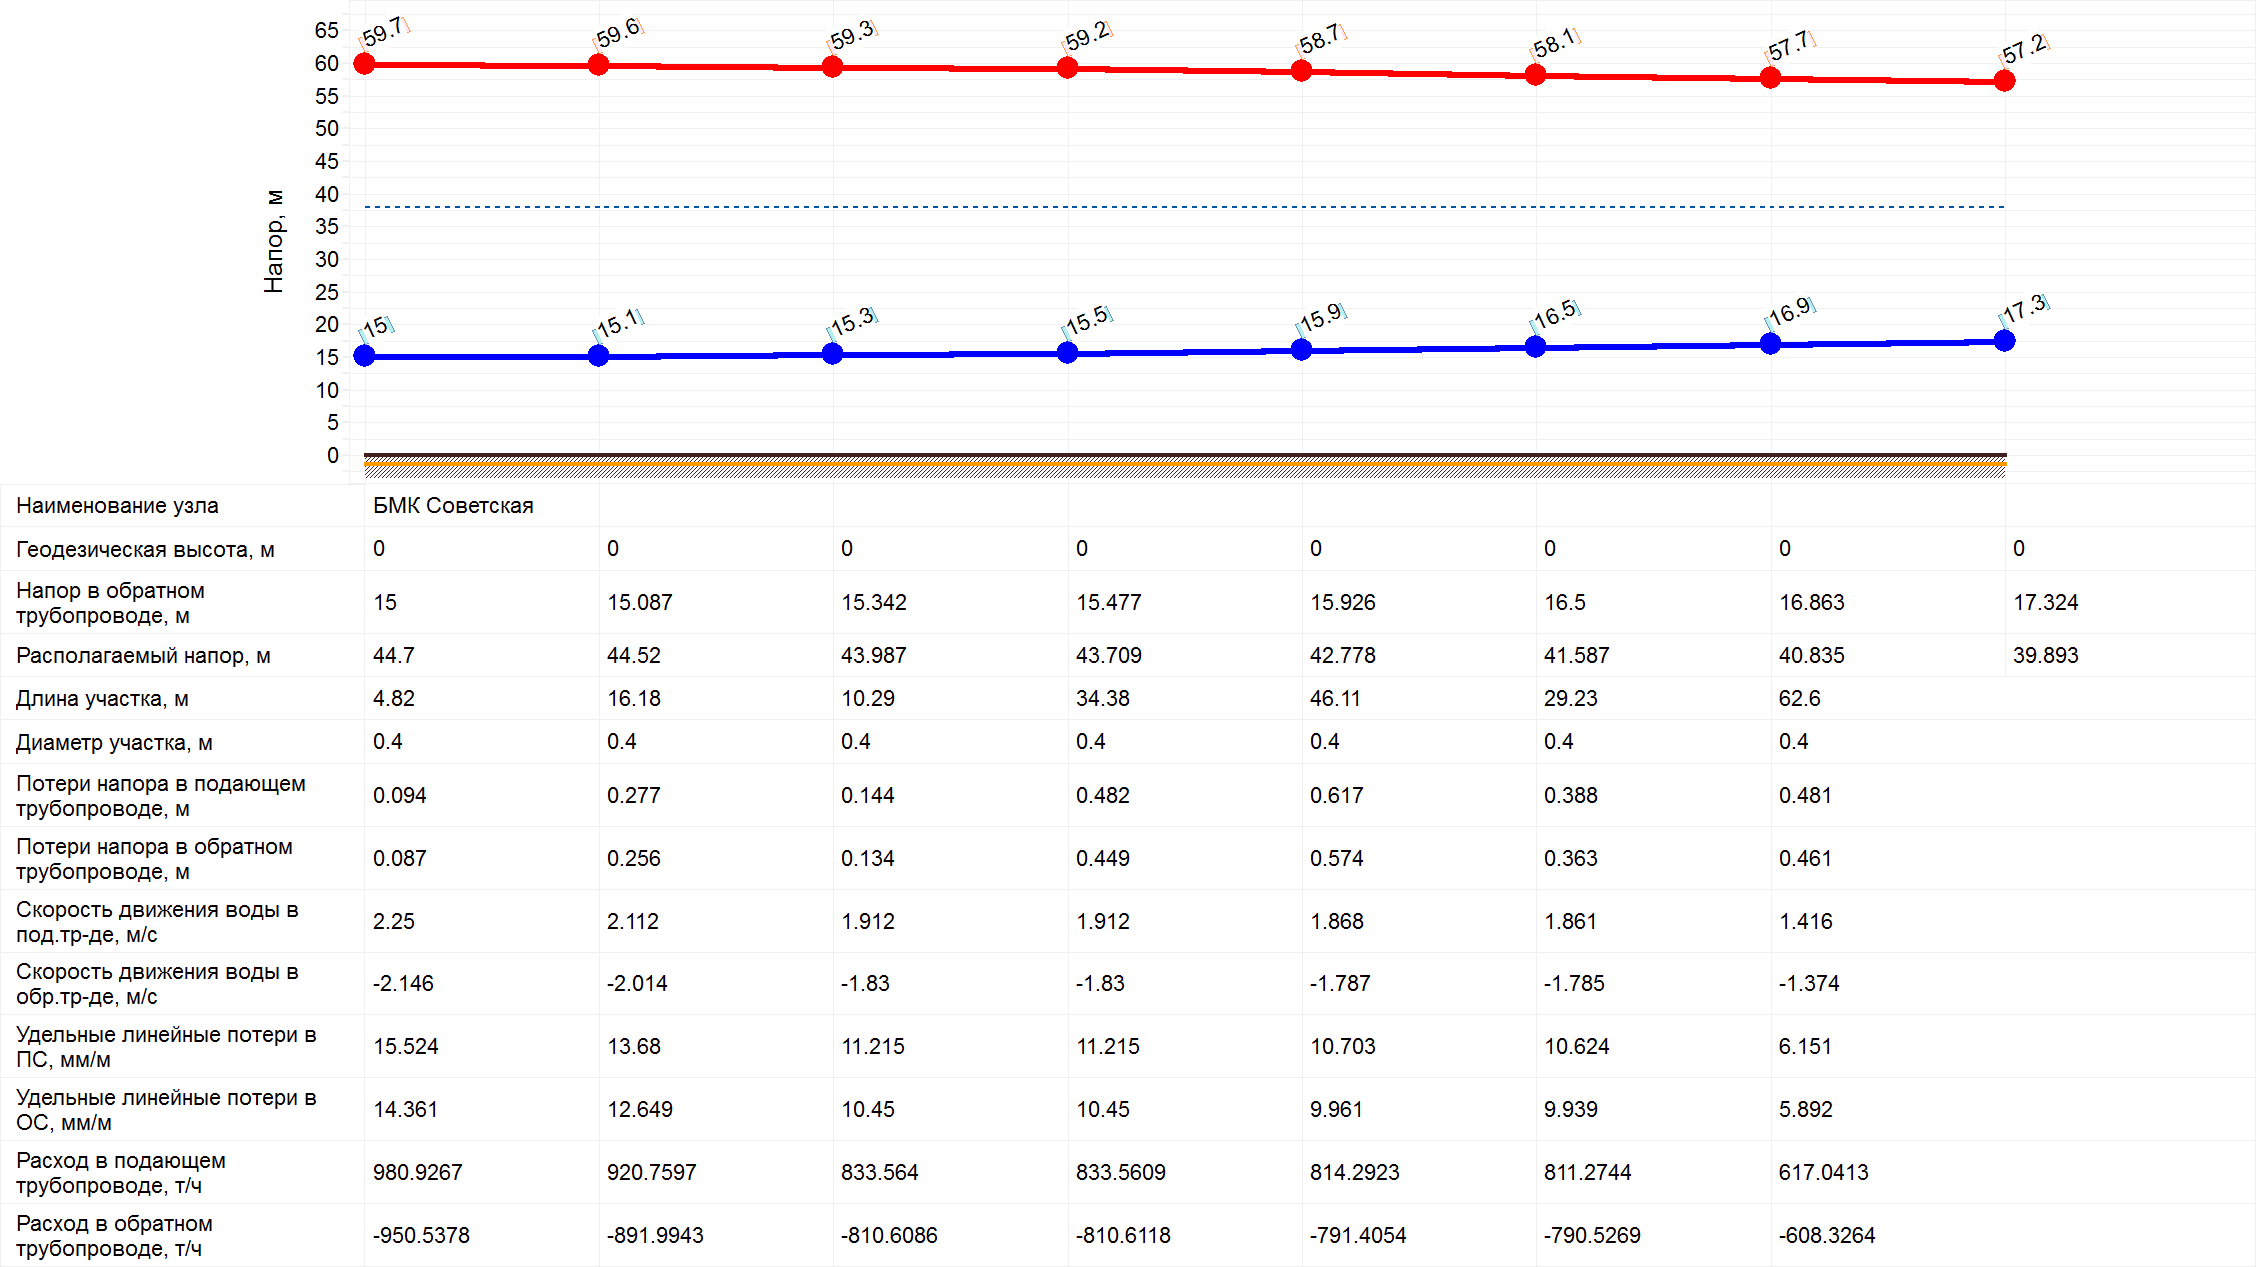 65
60
55
50
45
40
35
30
25
20
15
10
5
0
Напор, м
[59.7]
[59.6]
[59.3]
[59.2]
[58.7]
[58.1]
[57.7]
[57.2]
[15]
[15.1]
[15.3]
[15.5]
[15.9]
[16.5]
[16.9]
[17.3]
Наименование узла БМК Советская
Геодезическая высота, м 0 0 0 0 0 0 0 0
Напор в обратном
трубопроводе, м 15 15.087 15.342 15.477 15.926 16.5 16.863 17.324
Располагаемый напор, м 44.7 44.52 43.987 43.709 42.778 41.587 40.835 39.893
Длина участка, м 4.82 16.18 10.29 34.38 46.11 29.23 62.6
Диаметр участка, м 0.4 0.4 0.4 0.4 0.4 0.4 0.4
Потери напора в подающем
трубопроводе, м 0.094 0.277 0.144 0.482 0.617 0.388 0.481
Потери напора в обратном
трубопроводе, м 0.087 0.256 0.134 0.449 0.574 0.363 0.461
Скорость движения воды в
под.тр-де, м/с 2.25 2.112 1.912 1.912 1.868 1.861 1.416
Скорость движения воды в
обр.тр-де, м/с -2.146 -2.014 -1.83 -1.83 -1.787 -1.785 -1.374
Удельные линейные потери в
ПС, мм/м 15.524 13.68 11.215 11.215 10.703 10.624 6.151
Удельные линейные потери в
ОС, мм/м 14.361 12.649 10.45 10.45 9.961 9.939 5.892
Расход в подающем
трубопроводе, т/ч 980.9267 920.7597 833.564 833.5609 814.2923 811.2744 617.0413
Расход в обратном
трубопроводе, т/ч -950.5378 -891.9943 -810.6086 -810.6118 -791.4054 -790.5269 -608.3264